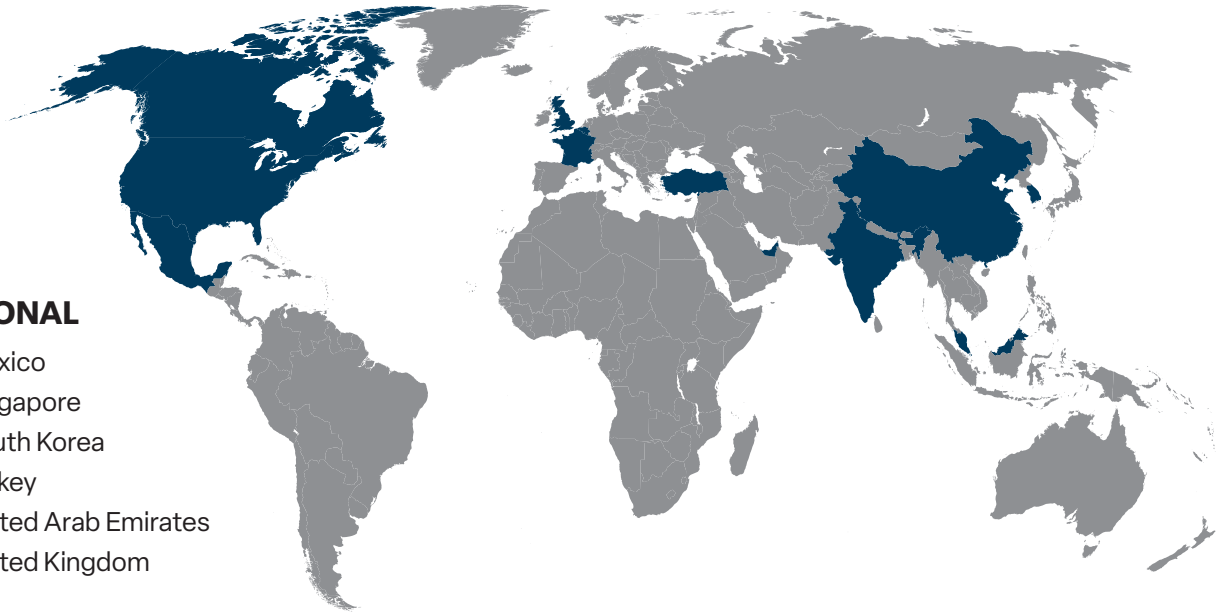 ONAL
xico
gapore
uth Korea
key
ted Arab Emirates
ted Kingdom